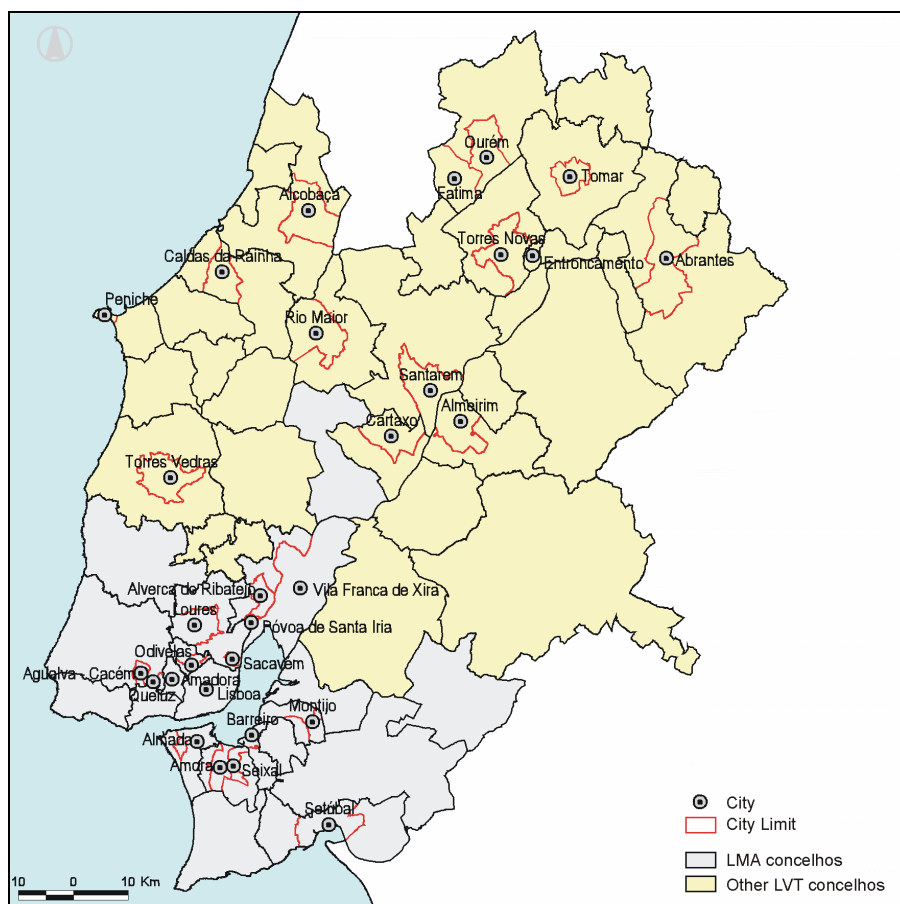 Ourém
Tomar
Fatima
Alcobaça
Torres Novas
Entroncamento
Abrantes
Caldas da Rainha
Peniche
Rio Maior
Santarem
Almeirim
Cartaxo
Torres Vedras
Alverca do Ribatejo
Vila Franca de Xira
Loures
Póvoa de Santa Iria
Odivelas
Sacavem
Agualva - Cacém
Amadora
Queluz
Lisboa
Montijo
Barreiro
Almada
Amora
Seixal
Setúbal
City
City Limit
LMA concelhos
Other LVT concelhos
10 0 10 Km